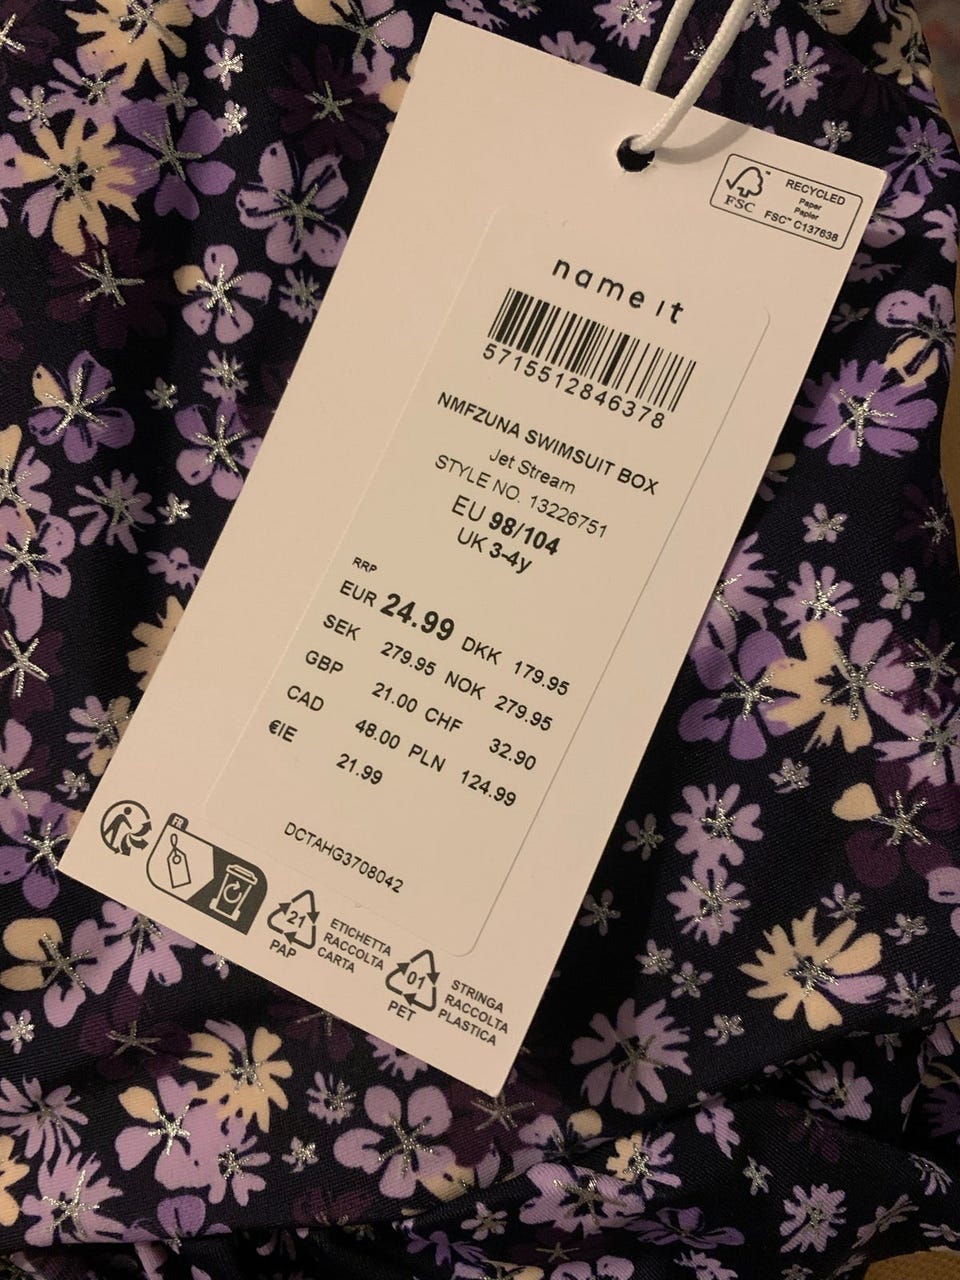 FSC™
RECYCLED
Paper
Papier
FSC™ C137638
name it
5715512846378
NMFZUNA SWIMSUIT BOX
Jet Stream
STYLE NO. 13226751
EU 98/104
UK 3-4y
RRP
EUR 24.99 DKK 179.95
SEK 279.95 NOK 279.95
GBP 21.00 CHF 32.90
CAD 48.00 PLN 124.99
€IE 21.99
DCTAHG3708042
FR
21
PAP
ETICHETTA
RACCOLTA
CARTA
01
PET
STRINGA
RACCOLTA
PLASTICA